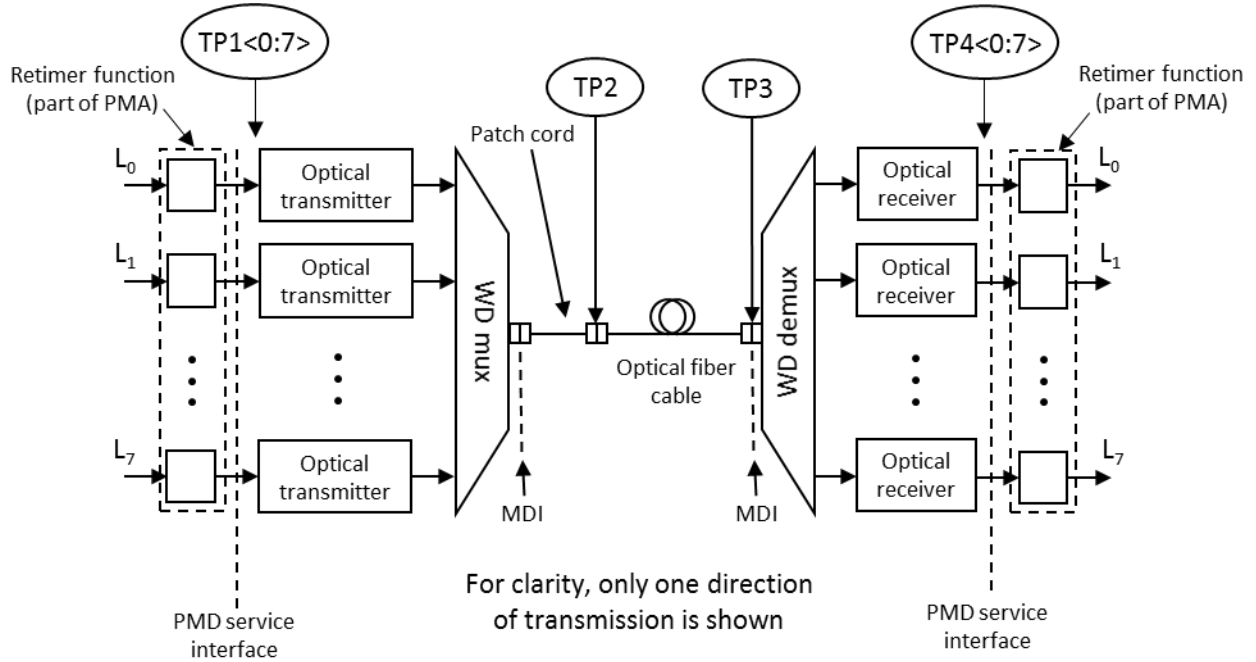 TP1<0:7>
TP4<0:7>
Retimer function
(part of PMA)
TP2
TP3
Retimer function
(part of PMA)
Patch cord
L0
Optical
transmitter
Optical
receiver
L0
L1
Optical
transmitter
WD mux
WD demux
Optical
receiver
L1
Optical fiber
cable
L7
Optical
transmitter
Optical
receiver
L7
MDI
MDI
For clarity, only one direction
of transmission is shown
PMD service
interface
PMD service
interface